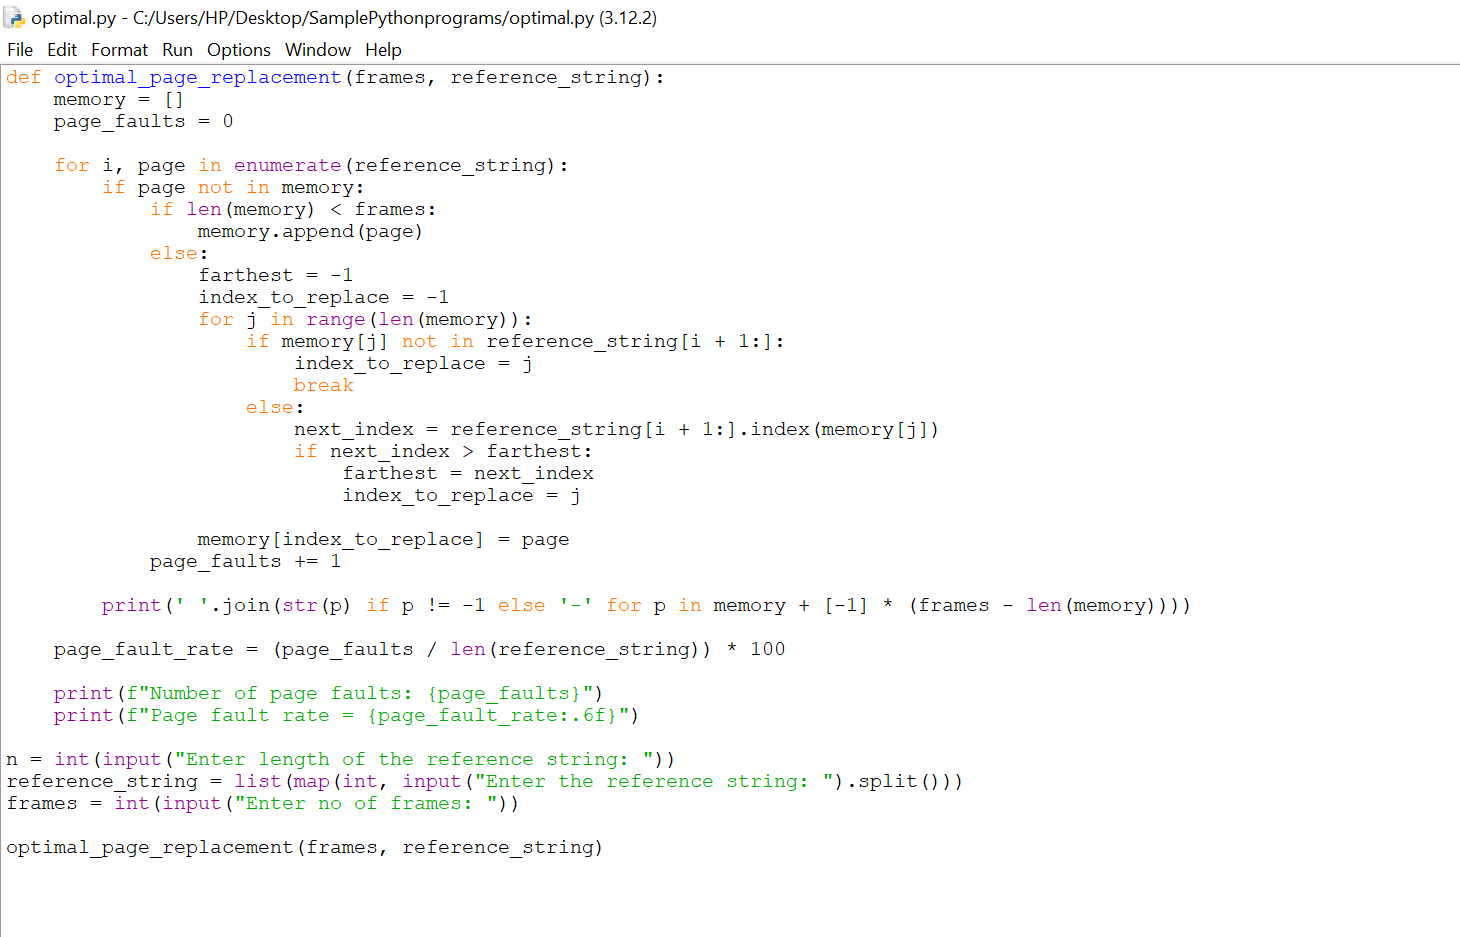 optimal.py - C:/Users/HP/Desktop/SamplePythonprograms/optimal.py (3.12.2)
File Edit Format Run Options Window Help
def optimal_page_replacement(frames, reference_string):
    memory = []
    page_faults = 0

    for i, page in enumerate(reference_string):
        if page not in memory:
            if len(memory) < frames:
                memory.append(page)
            else:
                farthest = -1
                index_to_replace = -1
                for j in range(len(memory)):
                    if memory[j] not in reference_string[i + 1:]:
                        index_to_replace = j
                        break
                    else:
                        next_index = reference_string[i + 1:].index(memory[j])
                        if next_index > farthest:
                            farthest = next_index
                            index_to_replace = j

                memory[index_to_replace] = page
            page_faults += 1

        print(' '.join(str(p) if p != -1 else '-' for p in memory + [-1] * (frames - len(memory))))

    page_fault_rate = (page_faults / len(reference_string)) * 100

    print(f"Number of page faults: {page_faults}")
    print(f"Page fault rate = {page_fault_rate:.6f}")

n = int(input("Enter length of the reference string: "))
reference_string = list(map(int, input("Enter the reference string: ").split()))
frames = int(input("Enter no of frames: "))

optimal_page_replacement(frames, reference_string)